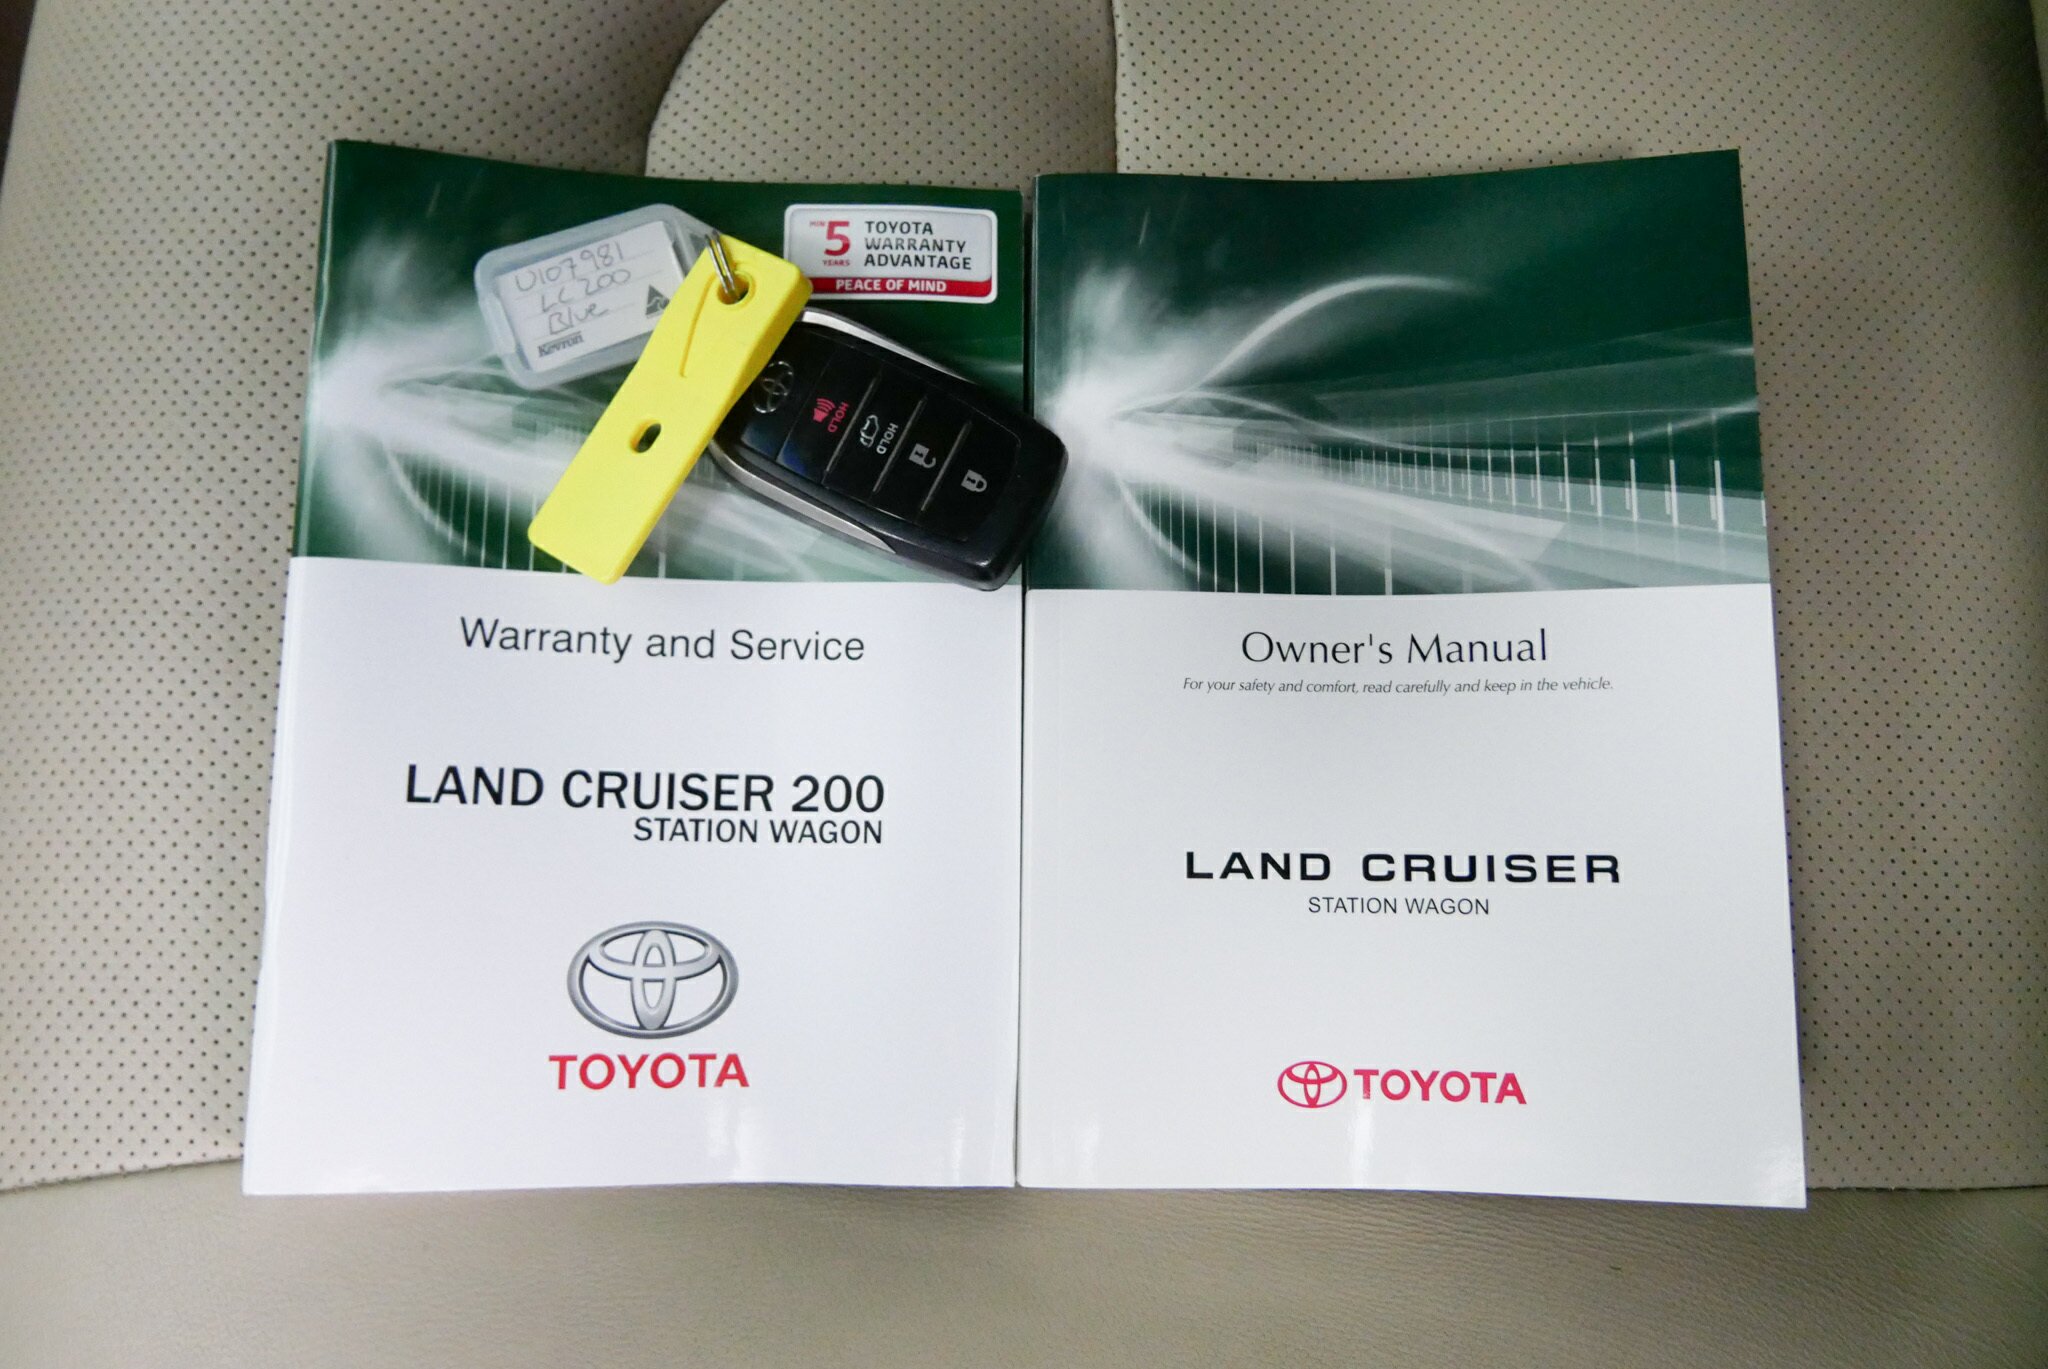 U107981
LC200
Blue
Kevron
MIN 5 YEARS
TOYOTA
WARRANTY
ADVANTAGE
PEACE OF MIND
HOLD
HOLD
Warranty and Service
LAND CRUISER 200
STATION WAGON
TOYOTA
Owner's Manual
For your safety and comfort, read carefully and keep in the vehicle.
LAND CRUISER
STATION WAGON
TOYOTA